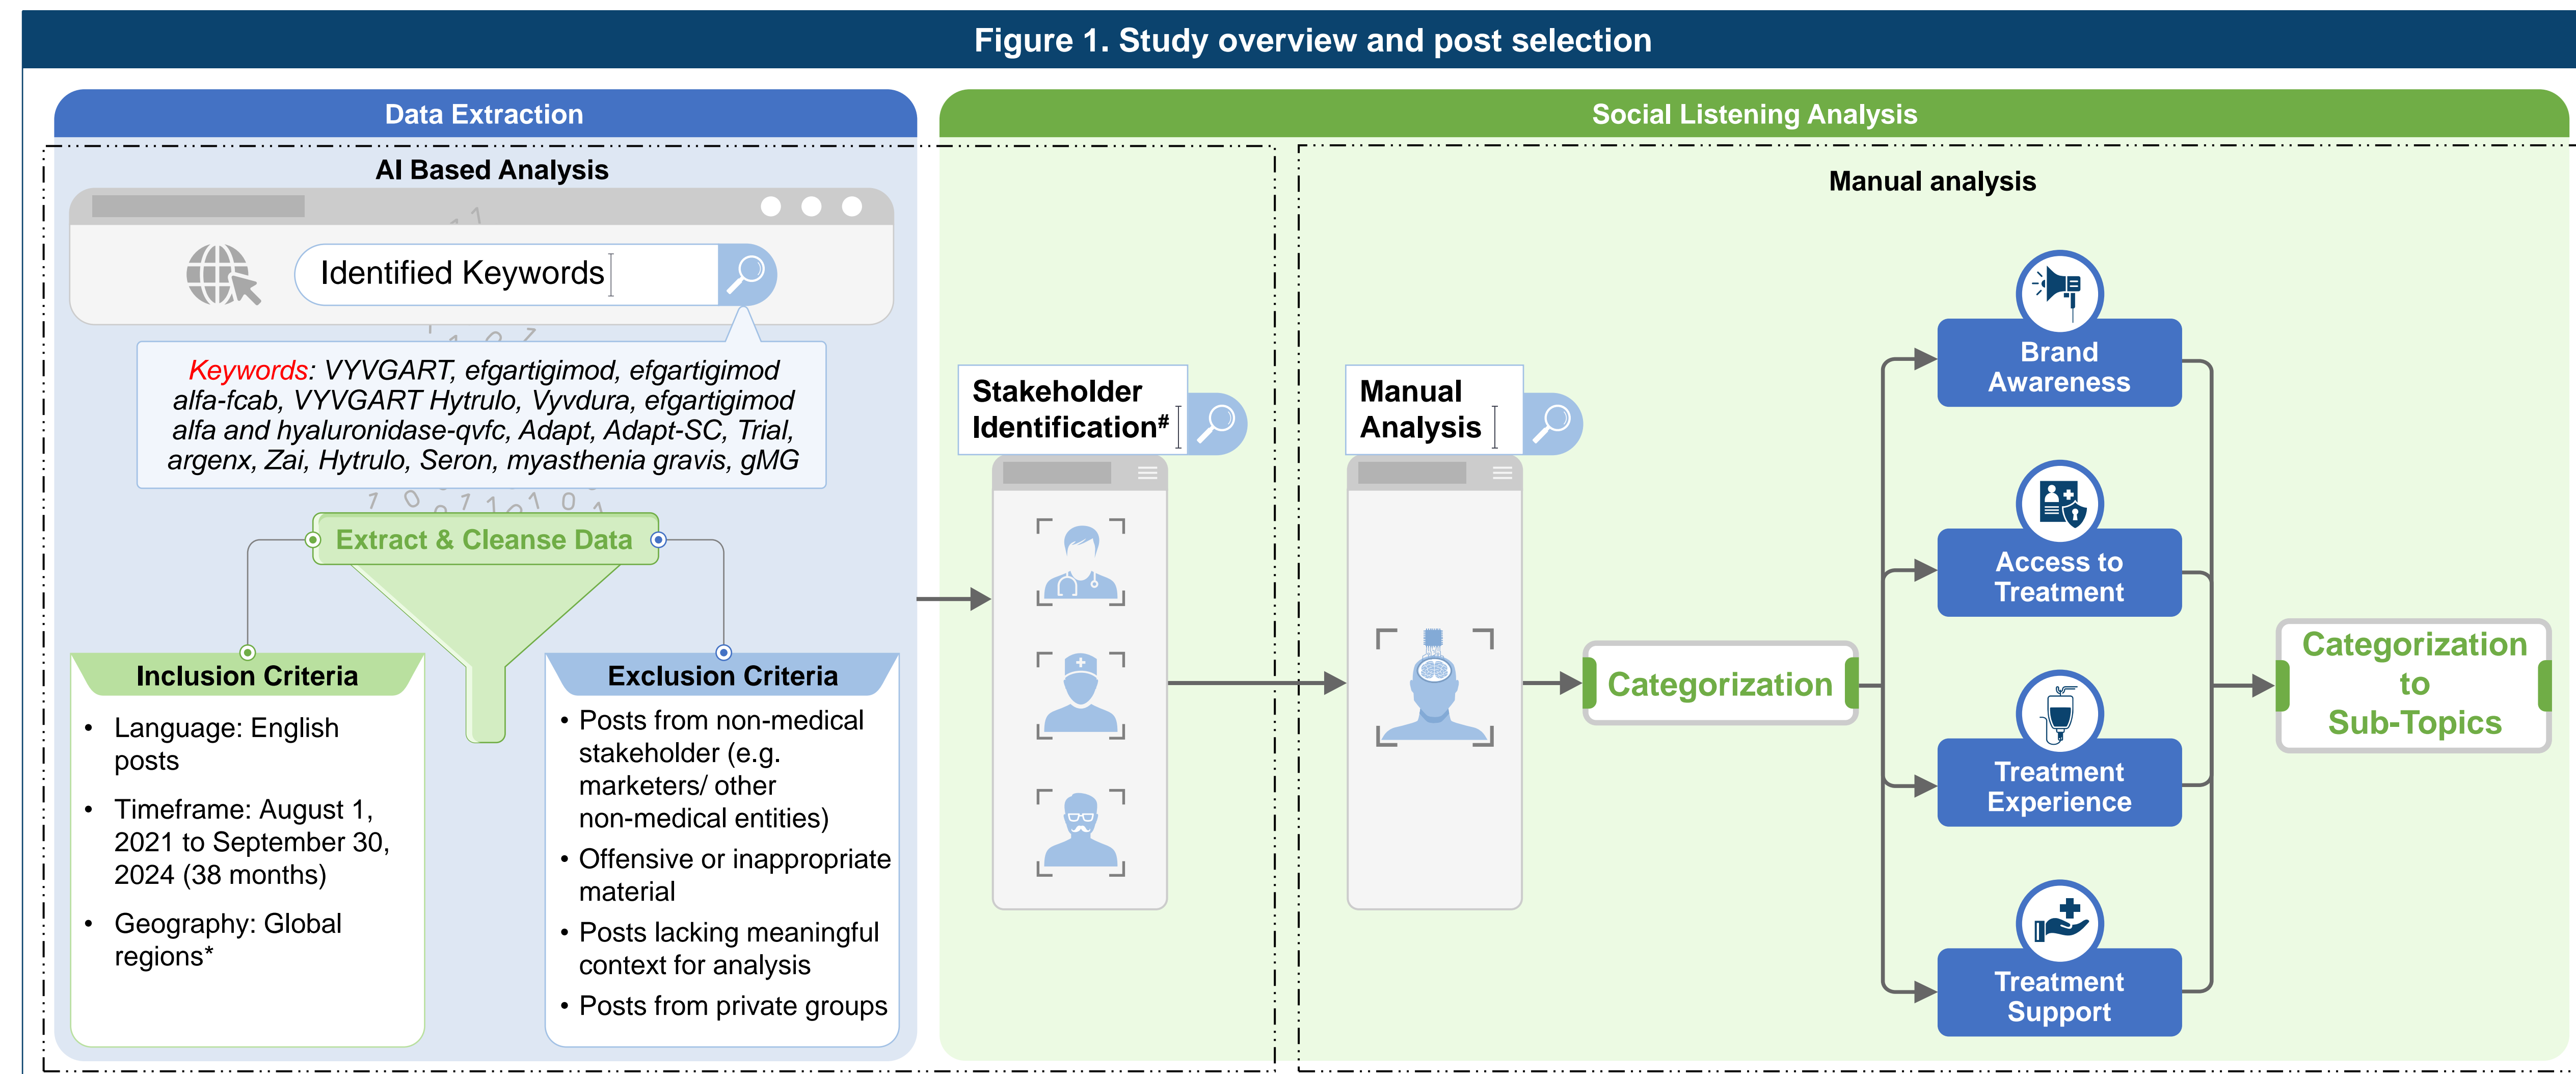 Figure 1. Study overview and post selection
Data Extraction
AI Based Analysis
Identified Keywords
Keywords: VYVGART, efgartigimod, efgartigimod
alfa-fcab, VYVGART Hytrulo, Vyvdura, efgartigimod
alfa and hyaluronidase-qvfc, Adapt, Adapt-SC, Trial,
argenx, Zai, Hytrulo, Seron, myasthenia gravis, gMG
Extract & Cleanse Data
Inclusion Criteria
• Language: English
posts
• Timeframe: August 1,
2021 to September 30,
2024 (38 months)
• Geography: Global
regions*
Exclusion Criteria
• Posts from non-medical
stakeholder (e.g.
marketers/ other
non-medical entities)
• Offensive or inappropriate
material
• Posts lacking meaningful
context for analysis
• Posts from private groups
Social Listening Analysis
Stakeholder
Identification#
Manual analysis
Manual
Analysis
Categorization
Brand
Awareness
Access to
Treatment
Treatment
Experience
Treatment
Support
Categorization
to
Sub-Topics